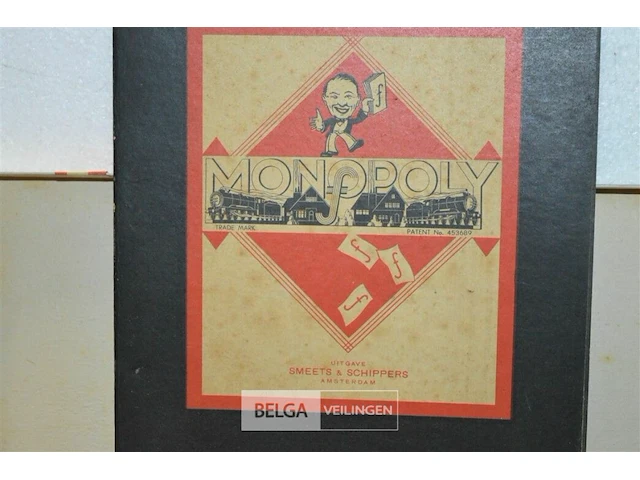 f
MONOPOLY
f
TRADE MARK.
PATENT No. 453689
f
f
f
UITGAVE
SMEETS & SCHIPPERS
AMSTERDAM
BELGA VEILINGEN